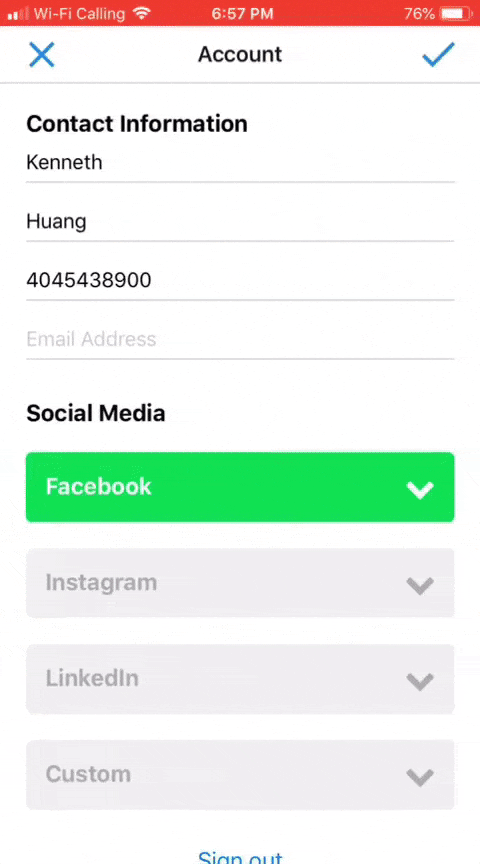 Wi-Fi Calling 6:57 PM 76%
Account
Contact Information
Kenneth
Huang
4045438900
Email Address
Social Media
Facebook
Instagram
LinkedIn
Custom
Sign out